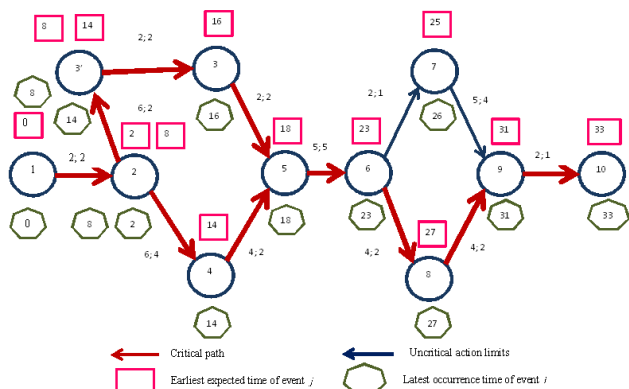 8 14 16 25
2; 2
3' 3 7
8 14 6; 2 16 2; 2 2; 1 26 5; 4
0 2 8 18 5; 5 23 31 33
1 2; 2 2 5 6 9 2; 1 10
0 8 2 14 18 23 27 31 33
6; 4 4; 2 4; 2 4; 2
4 8
14 27
Critical path Uncritical action limits
Earliest expected time of event j Latest occurrence time of event i